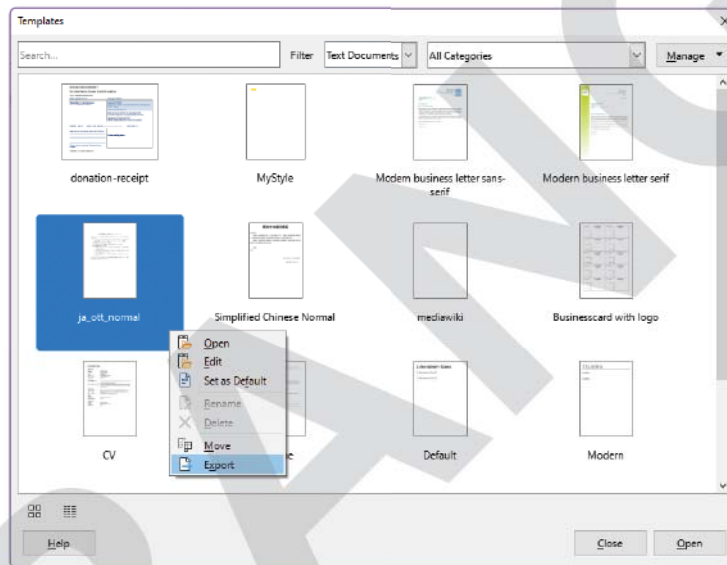 Templates
Search...
Filter
Text Documents
All Categories
Manage
donation-receipt
MyStyle
Modern business letter sans-
serif
Modern business letter serif
ja_ott_normal
Simplified Chinese Normal
mediawiki
Businesscard with logo
Open
Edit
Set as Default
Rename
Delete
Move
Export
CV
Default
Modern
Help
Close
Open